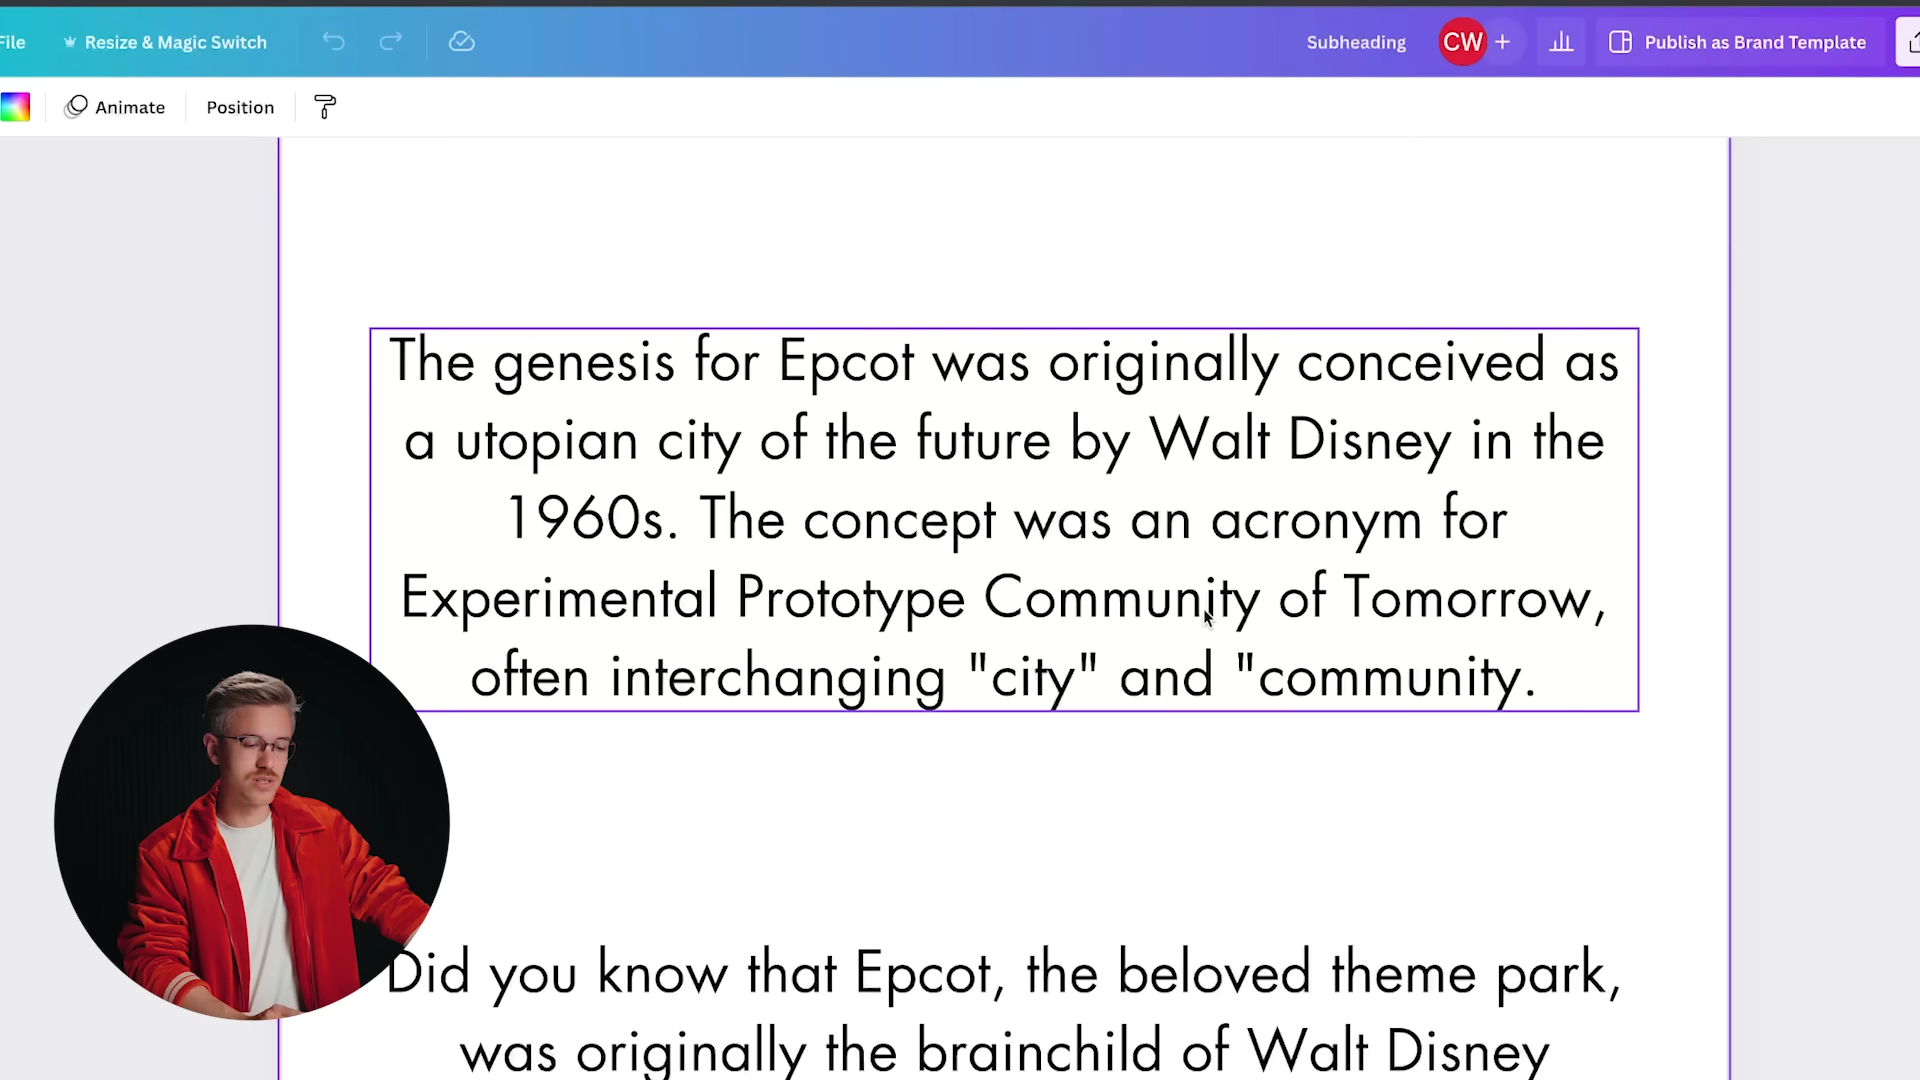 File Resize & Magic Switch Subheading CW + Publish as Brand Template
Animate Position
The genesis for Epcot was originally conceived as
a utopian city of the future by Walt Disney in the
1960s. The concept was an acronym for
Experimental Prototype Community of Tomorrow,
often interchanging "city" and "community.
Did you know that Epcot, the beloved theme park,
was originally the brainchild of Walt Disney